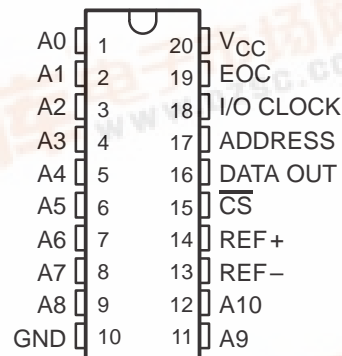 A0 1 20 VCC
A1 2 19 EOC
A2 3 18 I/O CLOCK
A3 4 17 ADDRESS
A4 5 16 DATA OUT
A5 6 15 CS
A6 7 14 REF+
A7 8 13 REF−
A8 9 12 A10
GND 10 11 A9